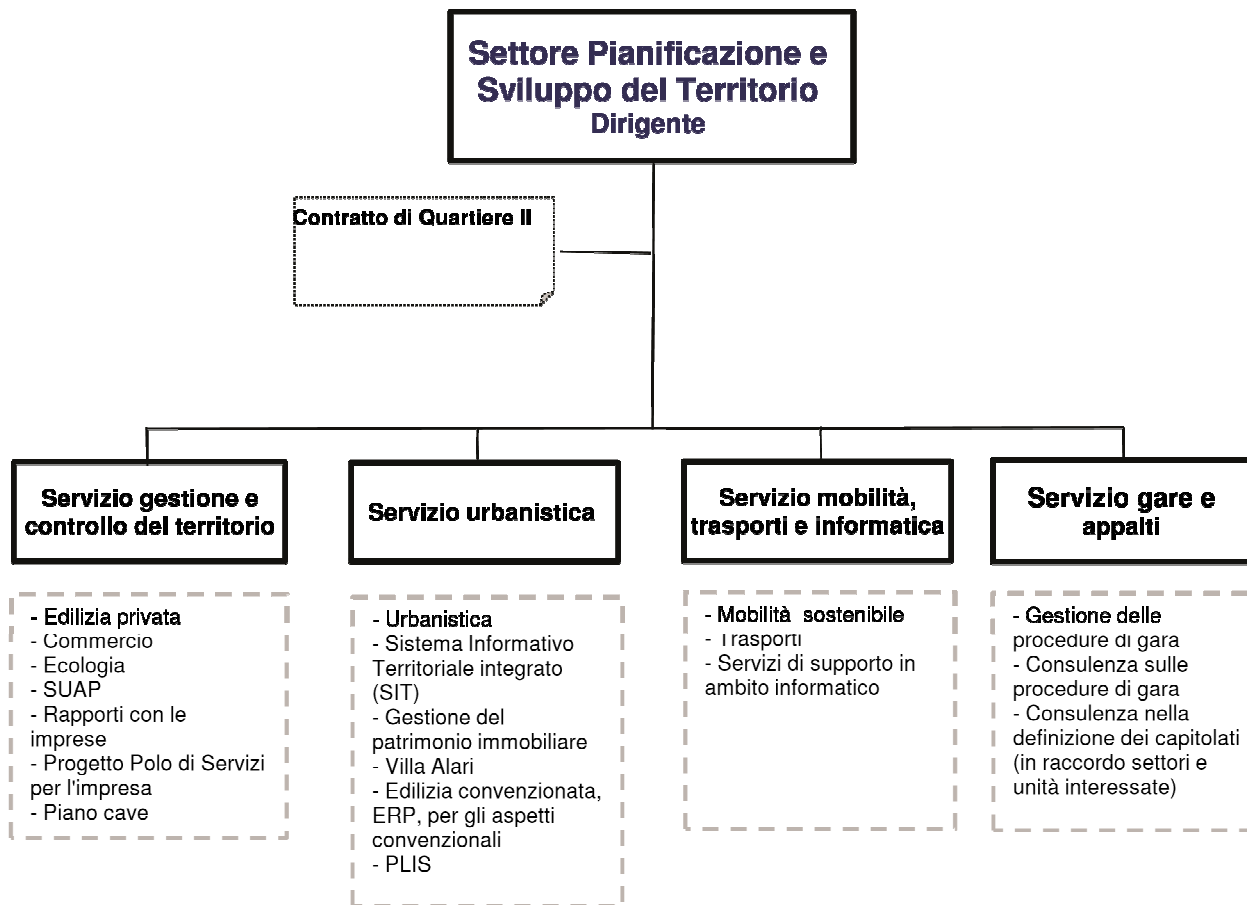 Settore Pianificazione e
Sviluppo del Territorio
Dirigente
Contratto di Quartiere II
Servizio gestione e
controllo del territorio
Servizio urbanistica
Servizio mobilità,
trasporti e informatica
Servizio gare e
appalti
- Edilizia privata
- Commercio
- Ecologia
- SUAP
- Rapporti con le
imprese
- Progetto Polo di Servizi
per l'impresa
- Piano cave
- Urbanistica
- Sistema Informativo
Territoriale integrato
(SIT)
- Gestione del
patrimonio immobiliare
- Villa Alari
- Edilizia convenzionata,
ERP, per gli aspetti
convenzionali
- PLIS
- Mobilità sostenibile
- Trasporti
- Servizi di supporto in
ambito informatico
- Gestione delle
procedure di gara
- Consulenza sulle
procedure di gara
- Consulenza nella
definizione dei capitolati
(in raccordo settori e
unità interessate)